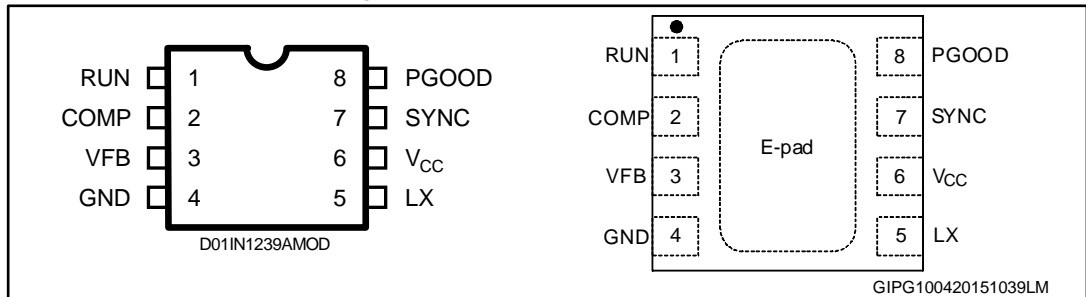 RUN 1 8 PGOOD
COMP 2 7 SYNC
VFB 3 6 VCC
GND 4 5 LX
D01IN1239AMOD
RUN 1 8 PGOOD
COMP 2 7 SYNC
E-pad
VFB 3 6 VCC
GND 4 5 LX
GIPG100420151039LM